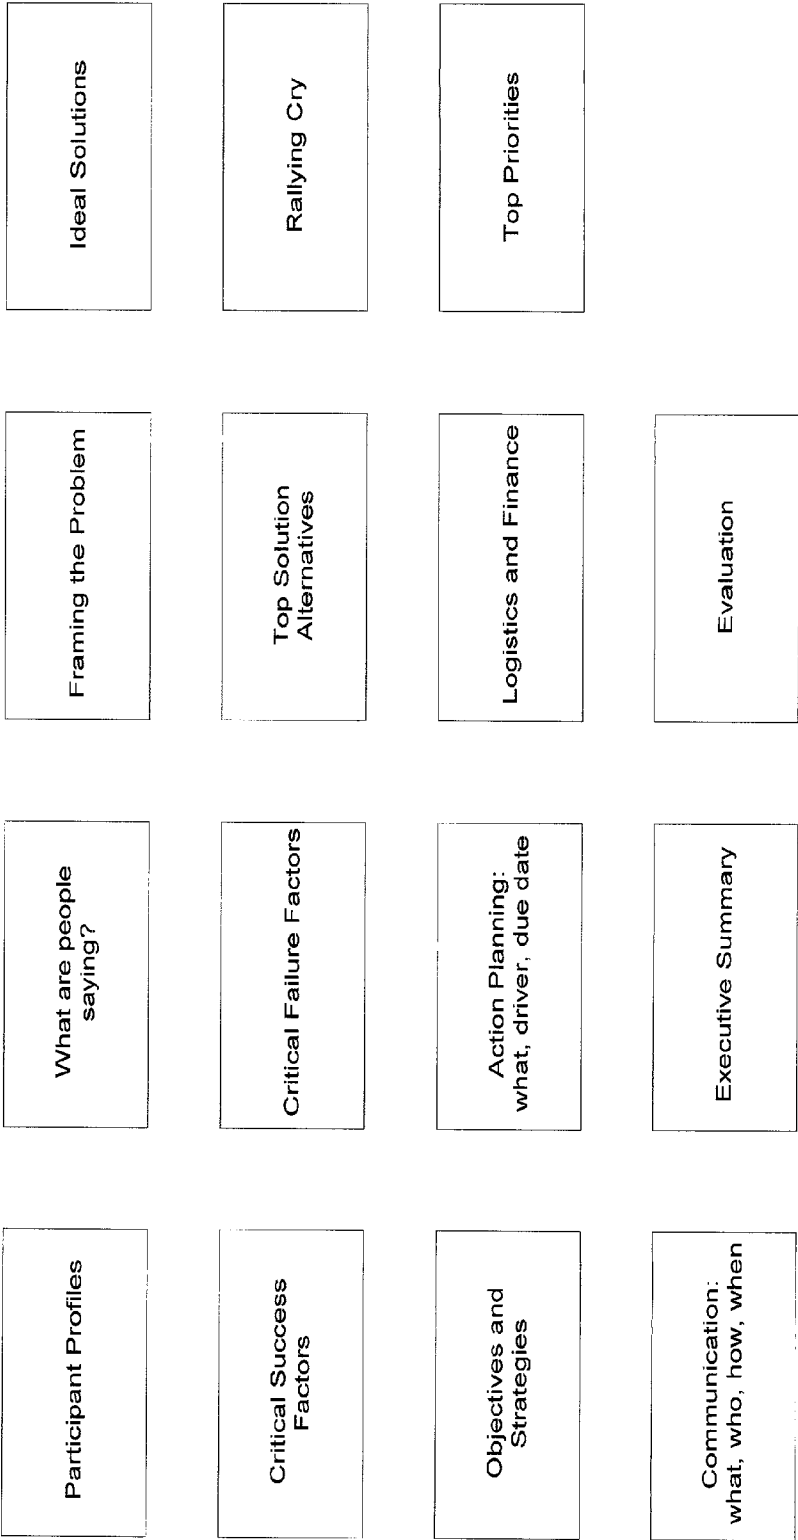 Participant Profiles
What are people
saying?
Framing the Problem
Ideal Solutions
Critical Success
Factors
Critical Failure Factors
Top Solution
Alternatives
Rallying Cry
Objectives and
Strategies
Action Planning:
what, driver, due date
Logistics and Finance
Top Priorities
Communication:
what, who, how, when
Executive Summary
Evaluation